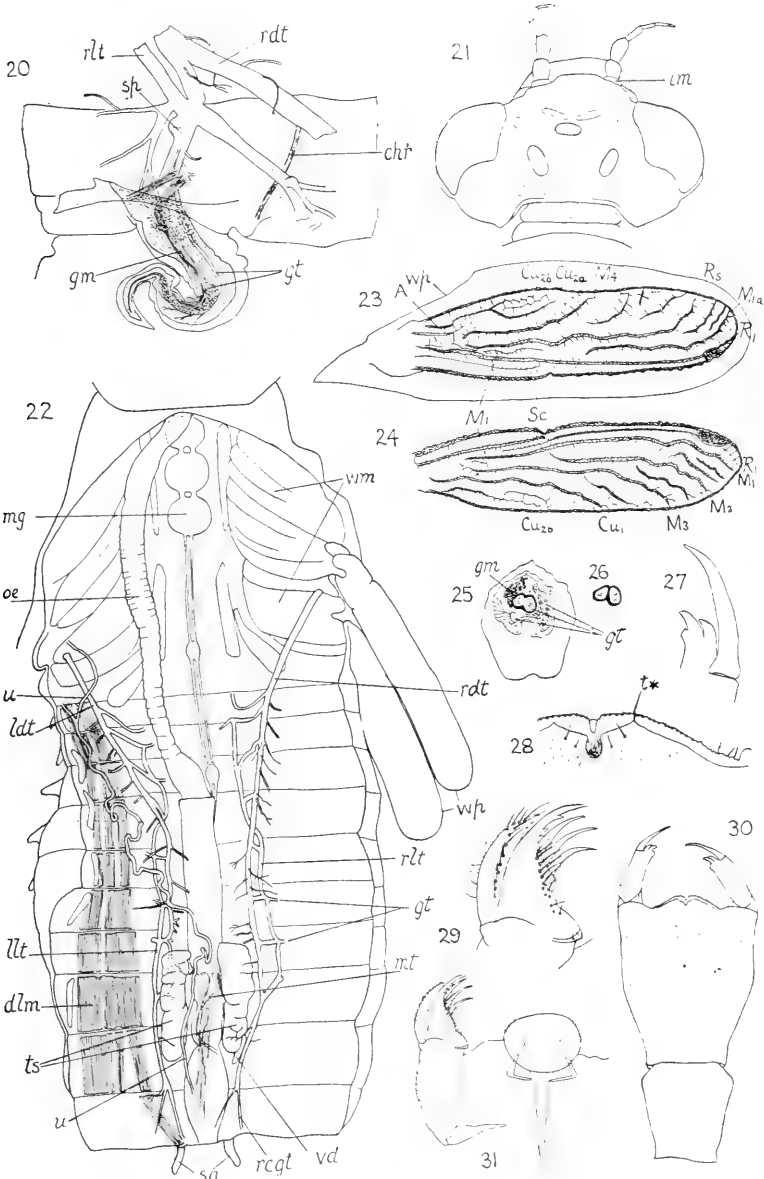 20
rlt
rdt
sp
chr
gm
gt
21
im
23
A
wp
Cu2b Cu2a M4
Rs
M1a
R1
M1
24
Sc
R1
M1
M2
M3
Cu1
Cu2b
22
wm
mg
oe
u
ldt
rdt
wp
rlt
gt
llt
mt
dlm
ts
u
sg
rcgt
vd
25
gm
gt
26
27
28
t*
29
30
31